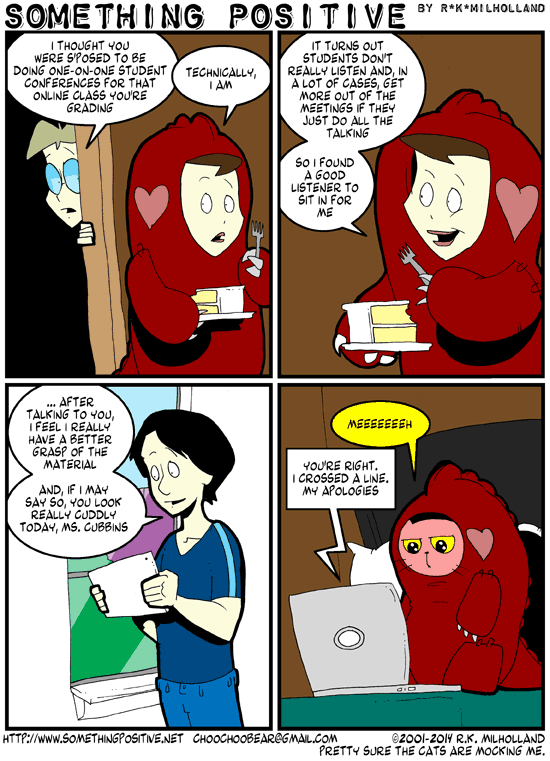 SOMETHING POSITIVE BY R*K*MILHOLLAND
I THOUGHT YOU
WERE S'POSED TO BE
DOING ONE-ON-ONE STUDENT
CONFERENCES FOR THAT
ONLINE CLASS YOU'RE
GRADING
TECHNICALLY,
I AM
IT TURNS OUT
STUDENTS DON'T
REALLY LISTEN AND, IN
A LOT OF CASES, GET
MORE OUT OF THE
MEETINGS IF THEY
JUST DO ALL THE
TALKING
SO I FOUND
A GOOD
LISTENER TO
SIT IN FOR
ME
... AFTER
TALKING TO YOU,
I FEEL I REALLY
HAVE A BETTER
GRASP OF THE
MATERIAL
AND, IF I MAY
SAY SO, YOU LOOK
REALLY CUDDLY
TODAY, MS. CUBBINS
MEEEEEEEH
YOU'RE RIGHT.
I CROSSED A LINE.
MY APOLOGIES
HTTP://WWW.SOMETHINGPOSITIVE.NET CHOOCHOOBEAR@GMAIL.COM ©2001-2014 R.K. MILHOLLAND
PRETTY SURE THE CATS ARE MOCKING ME.